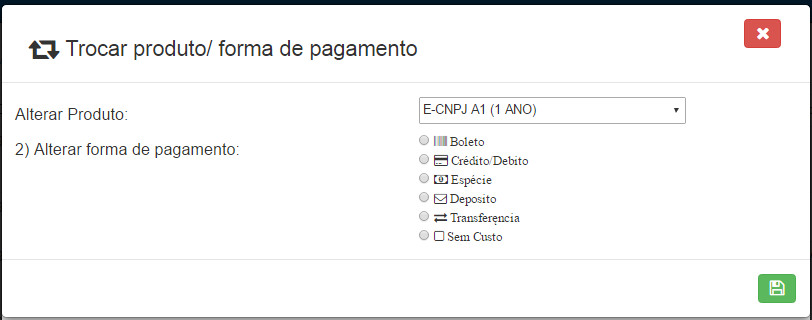 Trocar produto/ forma de pagamento
Alterar Produto:
E-CNPJ A1 (1 ANO)
2) Alterar forma de pagamento:
Boleto
Crédito/Debito
Espécie
Deposito
Transferęncia
Sem Custo